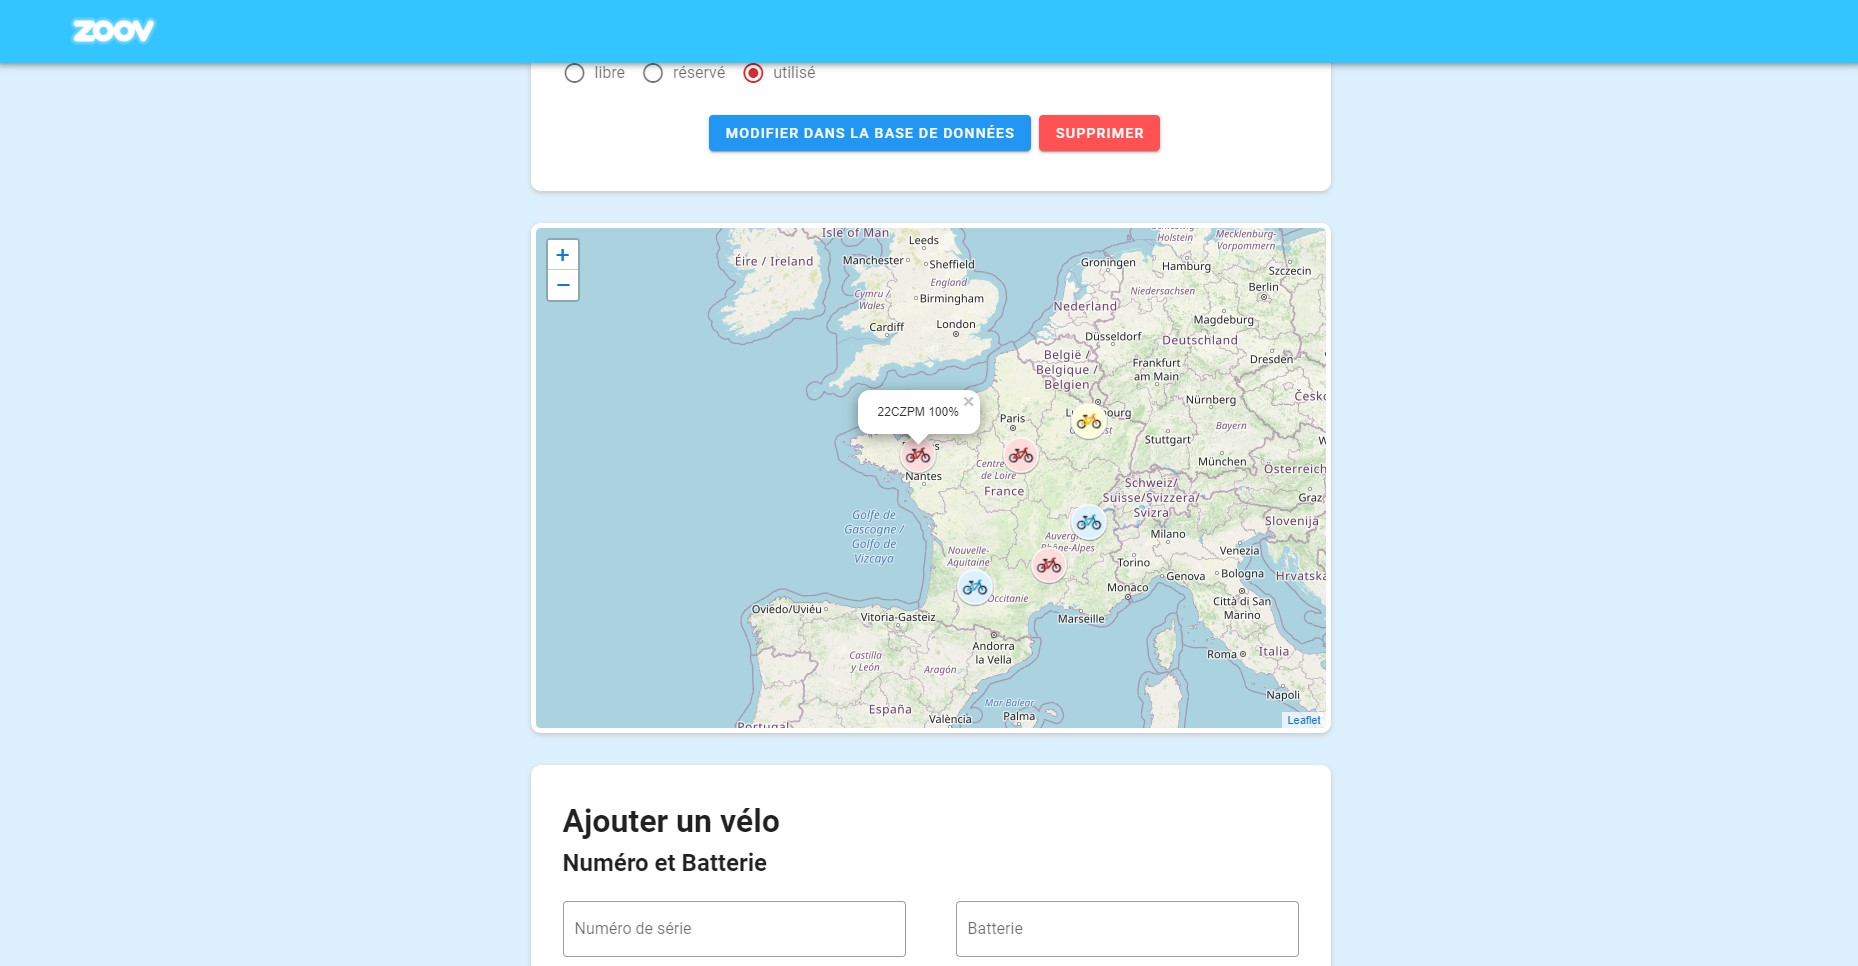 ZOOV
libre réservé utilisé
MODIFIER DANS LA BASE DE DONNÉES SUPPRIMER
+
−
Isle of Man
Leeds
Éire / Ireland
Manchester
Sheffield
England
Cymru /
Wales
Birmingham
Cardiff
London
Holstein
Mecklenburg-
Vorpommern
Groningen
Hamburg
Szczecin
Berlin
Niedersachsen
Nederland
Magdeburg
Düsseldorf
Deutschland
België /
Belgique /
Belgien
Frankfurt
am Main
Dresden
Česko
Nürnberg
22CZPM 100%
×
Paris
Bayern
Stuttgart
München
Österreich
Nantes
Centre
de Loire
France
Schweiz/
Suisse/Svizzera/
Svizra
Graz
Slovenija
Golfe de
Gascogne /
Golfo de
Vizcaya
Milano
Venezia
Nouvelle-
Aquitaine
Rhône-Alpes
Torino
Genova
Bologna
Hrvatska
Monaco
Occitanie
Città di San
Marino
Oviedo/Uviéu
Vitoria-Gasteiz
Marseille
Andorra
la Vella
Roma
Italia
Castilla
y León
Aragón
Napoli
España
Mar Balear
València
Palma
Portugal
Leaflet
Ajouter un vélo
Numéro et Batterie
Numéro de série
Batterie